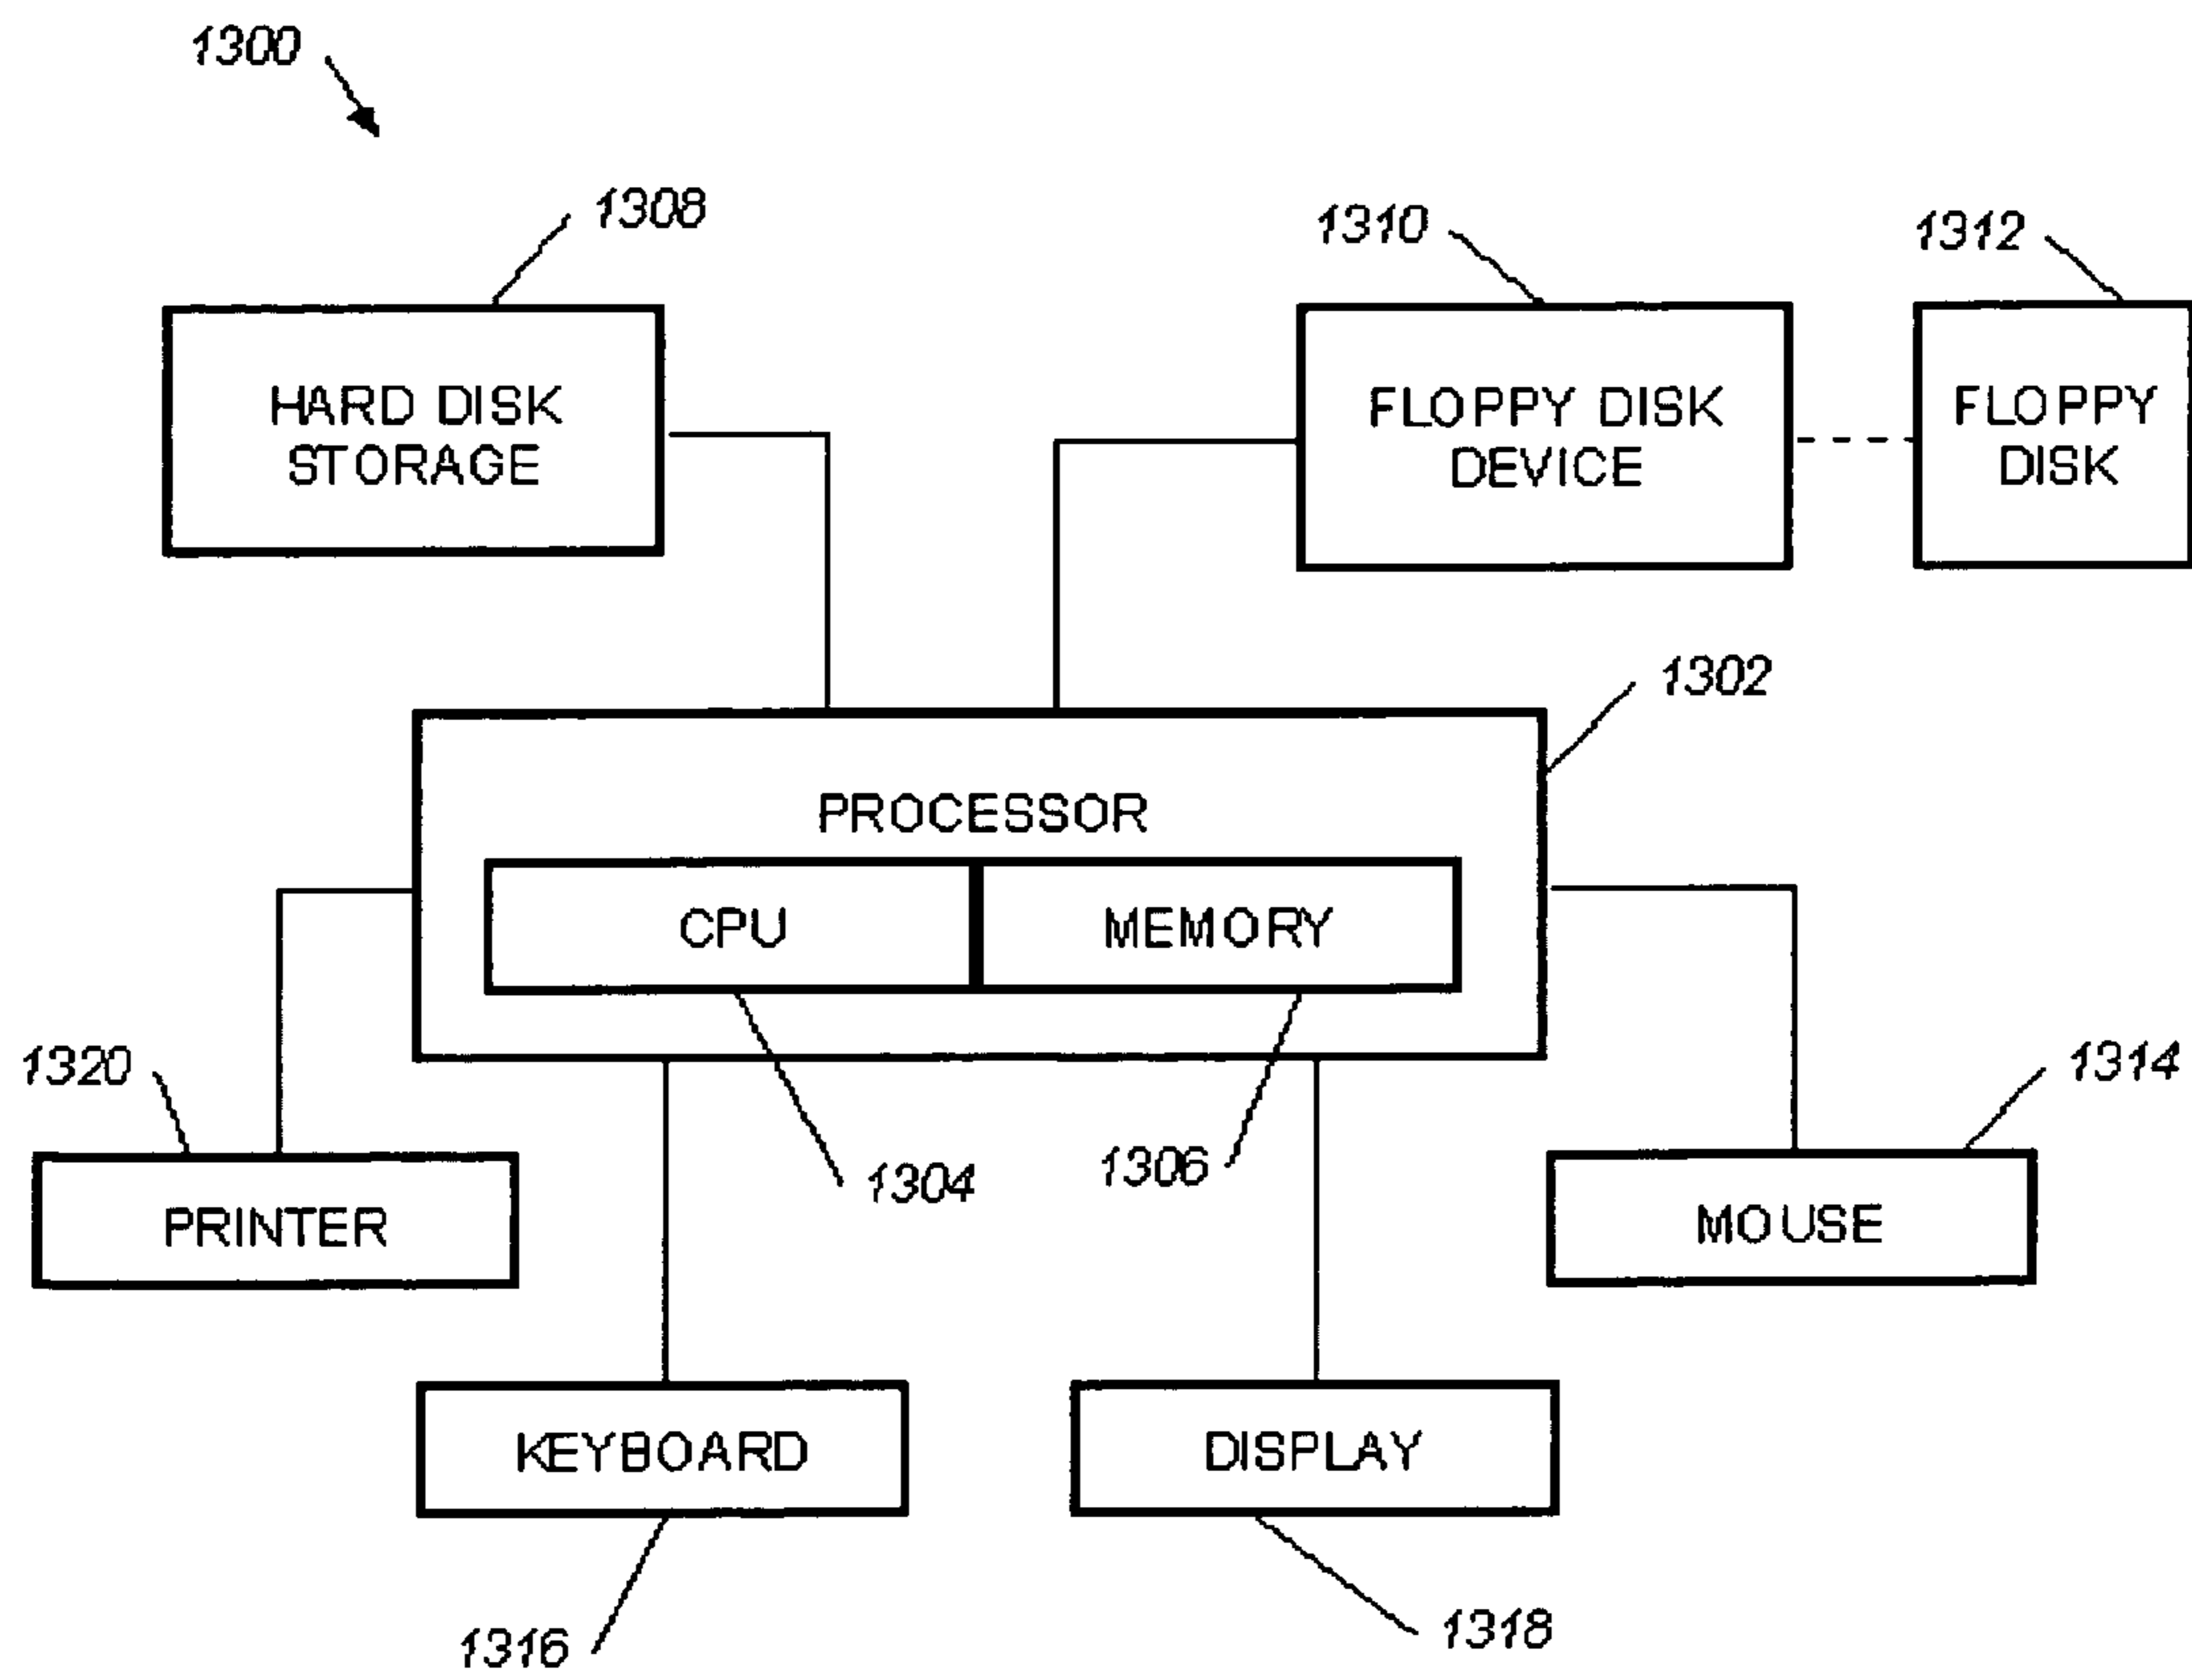 1300
1308
1310
1312
HARD DISK
STORAGE
FLOPPY DISK
DEVICE
FLOPPY
DISK
1302
PROCESSOR
CPU
MEMORY
1320
1304
1306
1314
PRINTER
MOUSE
KEYBOARD
DISPLAY
1316
1318